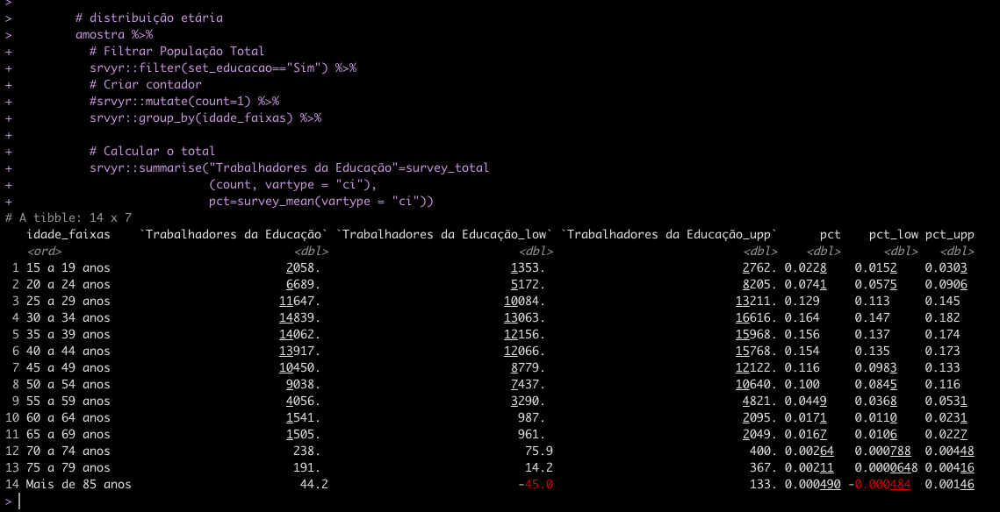 >
>         # distribuição etária
>         amostra %>%
+           # Filtrar População Total
+           srvyr::filter(set_educacao=="Sim") %>%
+           # Criar contador
+           #srvyr::mutate(count=1) %>%
+           srvyr::group_by(idade_faixas) %>%
+
+           # Calcular o total
+           srvyr::summarise("Trabalhadores da Educação"=survey_total
+                            (count, vartype = "ci"),
+                            pct=survey_mean(vartype = "ci"))
# A tibble: 14 x 7
   idade_faixas    `Trabalhadores da Educação` `Trabalhadores da Educação_low` `Trabalhadores da Educação_upp`      pct    pct_low pct_upp
   <ord>                                 <dbl>                           <dbl>                           <dbl>    <dbl>      <dbl>   <dbl>
 1 15 a 19 anos                         2058.                           1353.                           2762. 0.0228    0.0152    0.0303
 2 20 a 24 anos                         6689.                           5172.                           8205. 0.0741    0.0575    0.0906
 3 25 a 29 anos                        11647.                          10084.                          13211. 0.129     0.113     0.145
 4 30 a 34 anos                        14839.                          13063.                          16616. 0.164     0.147     0.182
 5 35 a 39 anos                        14062.                          12156.                          15968. 0.156     0.137     0.174
 6 40 a 44 anos                        13917.                          12066.                          15768. 0.154     0.135     0.173
 7 45 a 49 anos                        10450.                           8779.                          12122. 0.116     0.0983    0.133
 8 50 a 54 anos                         9038.                           7437.                          10640. 0.100     0.0845    0.116
 9 55 a 59 anos                         4056.                           3290.                           4821. 0.0449    0.0368    0.0531
10 60 a 64 anos                         1541.                            987.                           2095. 0.0171    0.0110    0.0231
11 65 a 69 anos                         1505.                            961.                           2049. 0.0167    0.0106    0.0227
12 70 a 74 anos                          238.                             75.9                           400. 0.00264   0.000788  0.00448
13 75 a 79 anos                          191.                             14.2                           367. 0.00211   0.0000648 0.00416
14 Mais de 85 anos                        44.2                           -45.0                           133. 0.000490 -0.000484  0.00146
>